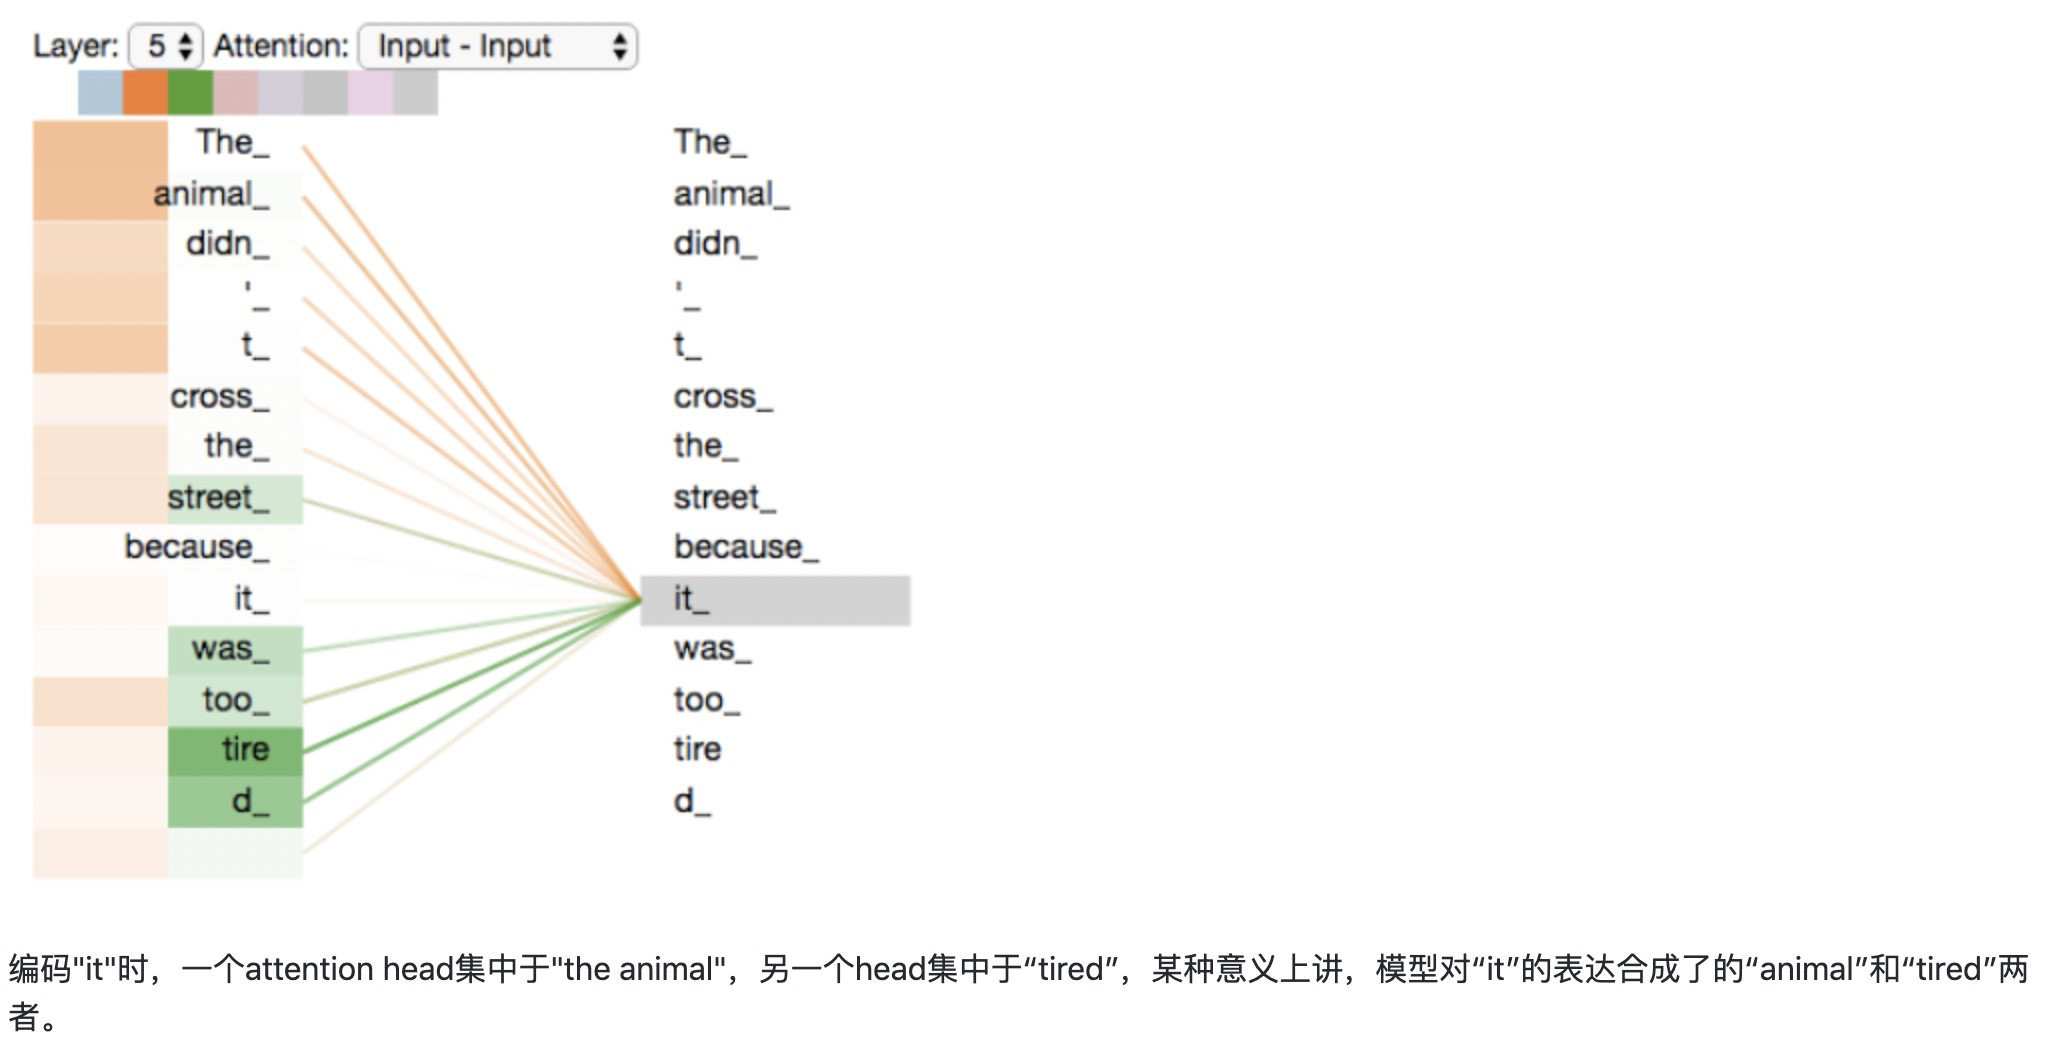 Layer: 5 Attention: Input - Input
The_ The_
animal_ animal_
didn_ didn_
'_ '_
t_ t_
cross_ cross_
the_ the_
street_ street_
because_ because_
it_ it_
was_ was_
too_ too_
tire tire
d_ d_
编码"it"时，一个attention head集中于"the animal"，另一个head集中于“tired”，某种意义上讲，模型对“it”的表达合成了的“animal”和“tired”两
者。